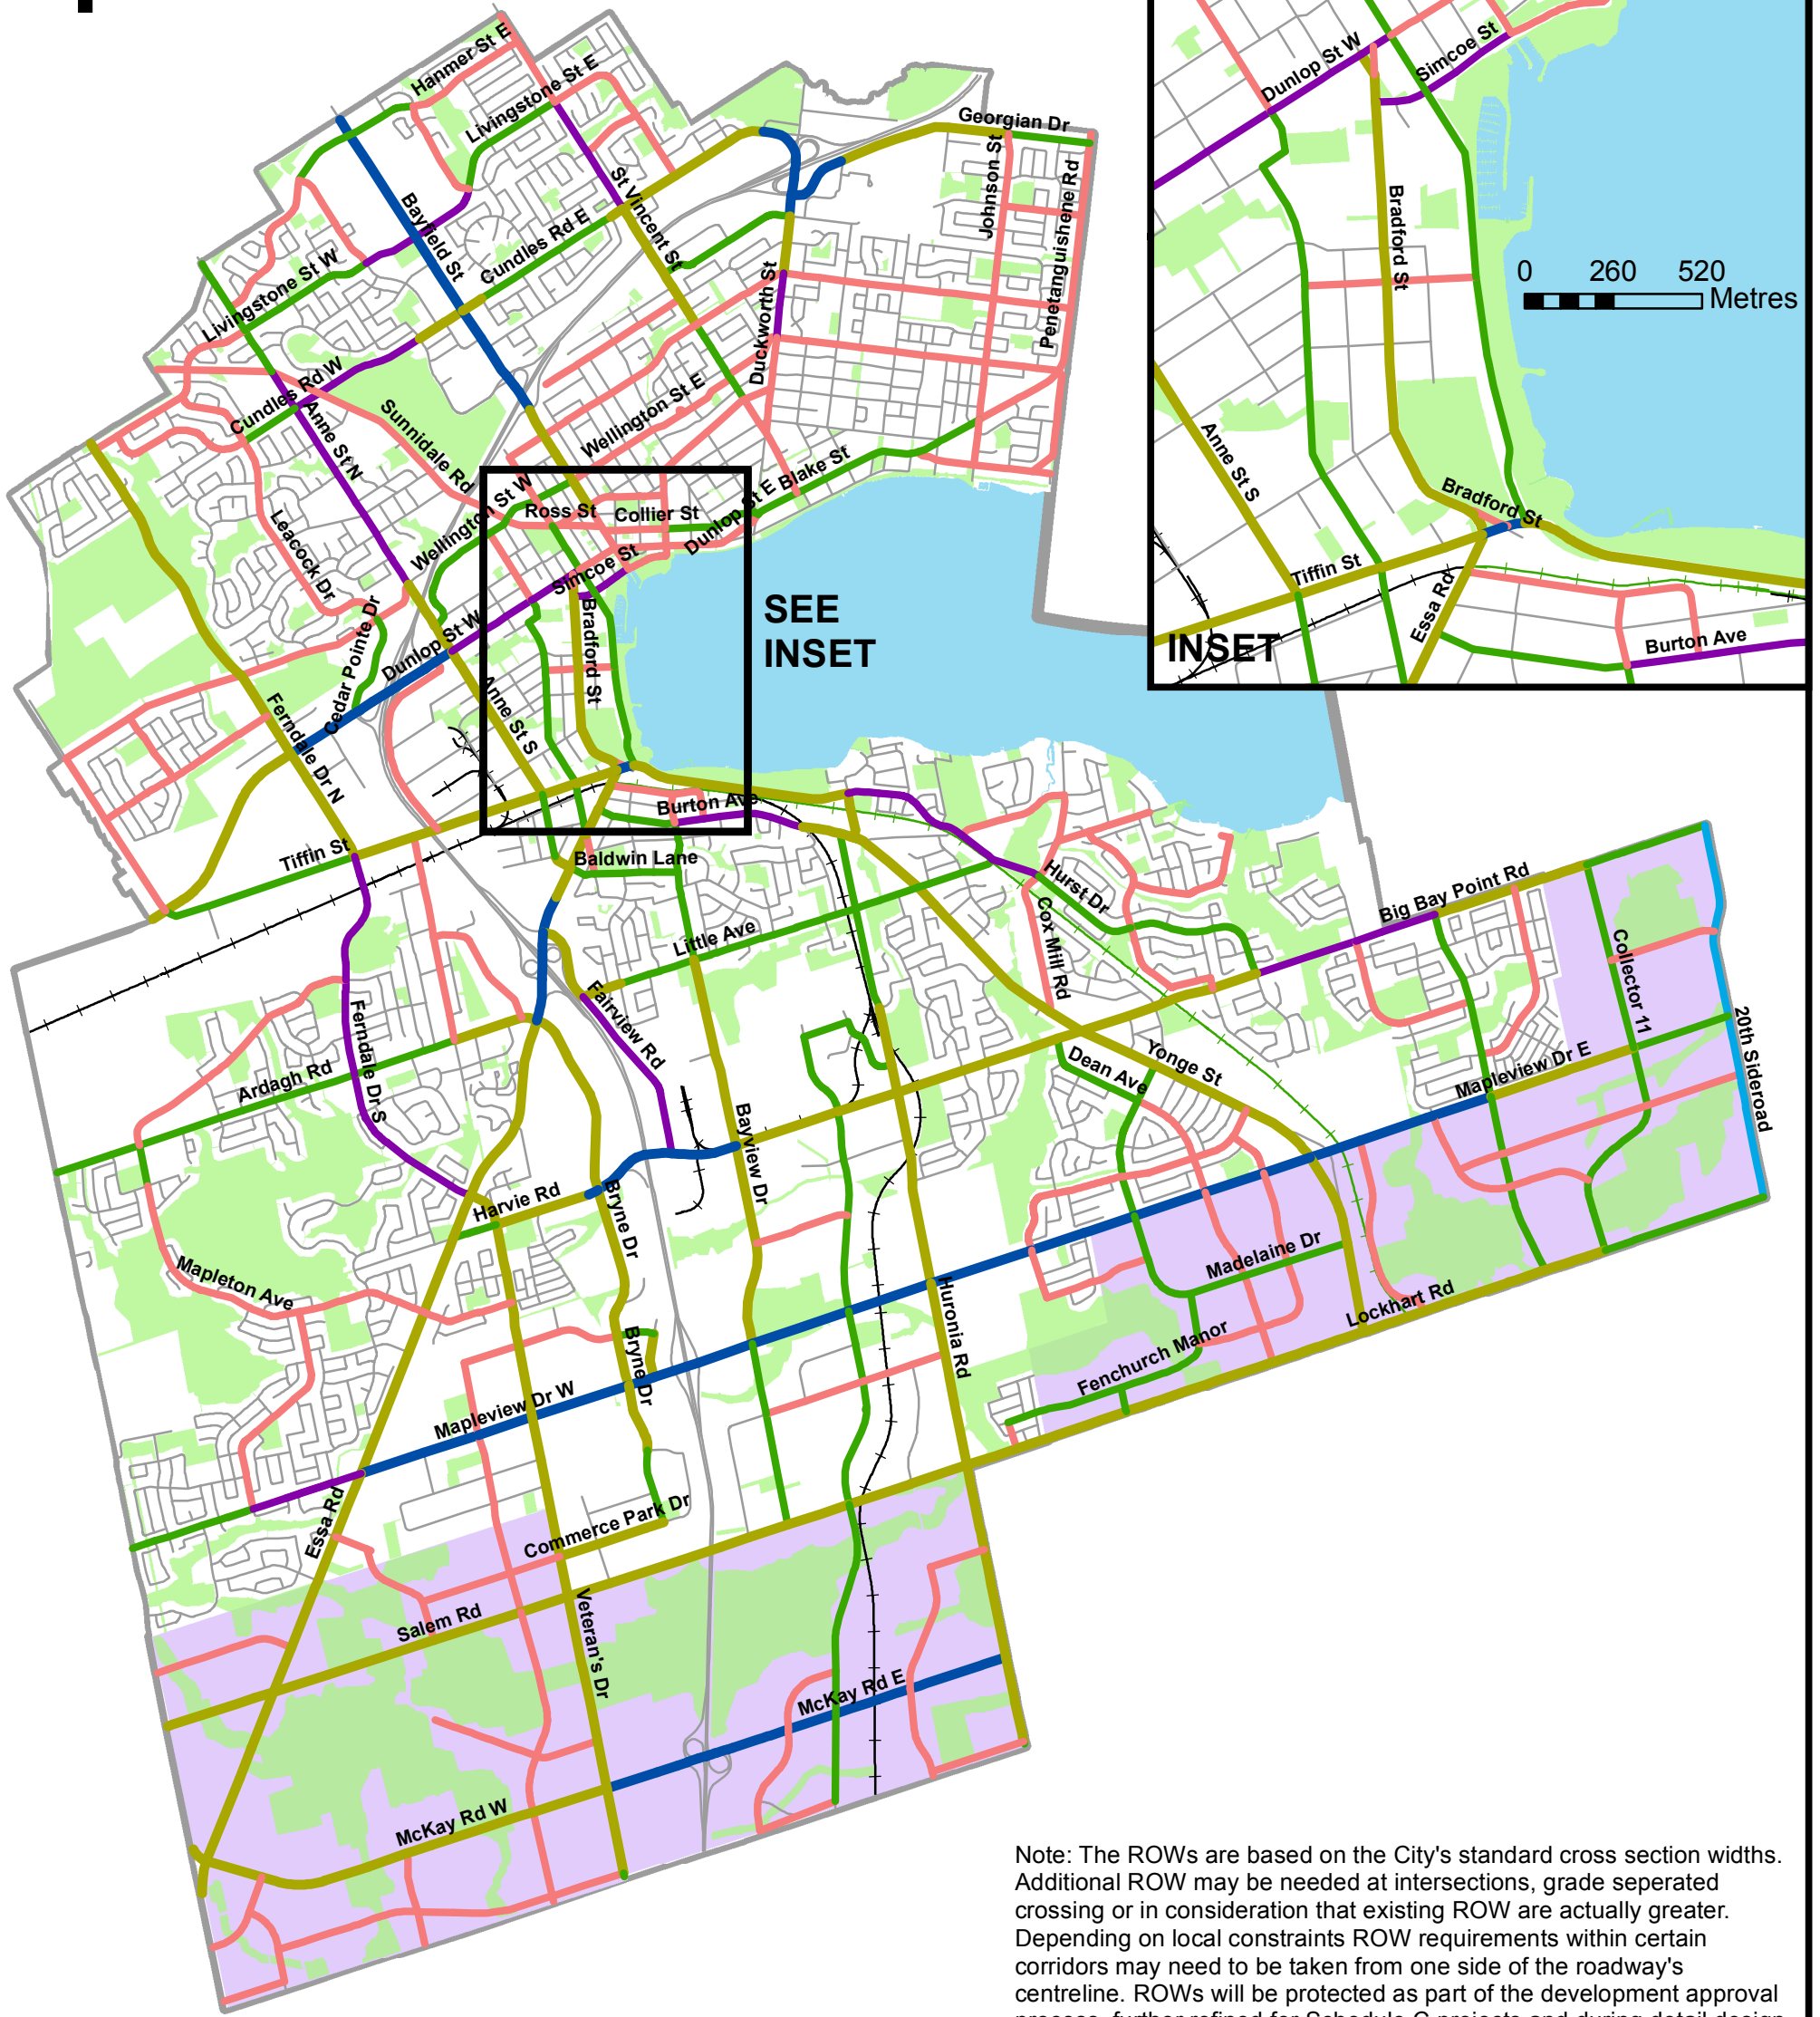 Hanmer St E
Livingstone St E
Georgian Dr
Johnson St
Penetanguishene Rd
St Vincent St
Bayfield St
Cundles Rd E
Livingstone St W
Duckworth St
Cundles Rd W
Anne St N
Sunnidale Rd
Wellington St E
Wellington St W
Ross St
Collier St
Dunlop St E
Blake St
Leacock Dr
Simcoe St
Bradford St
Cedar Pointe Dr
Dunlop St W
Anne St S
Ferndale Dr N
SEE
INSET
Dunlop St W
Simcoe St
Bradford St
0 260 520
Metres
Anne St S
Bradford St
Tiffin St
Essa Rd
Burton Ave
INSET
Burton Ave
Tiffin St
Baldwin Lane
Little Ave
Hurst Dr
Cox Mill Rd
Big Bay Point Rd
Collector 11
20th Sideroad
Fairview Rd
Ferndale Dr S
Ardagh Rd
Dean Ave
Yonge St
Mapleview Dr E
Bayview Dr
Harvie Rd
Bryne Dr
Mapleton Ave
Madelaine Dr
Lockhart Rd
Huronia Rd
Fenchurch Manor
Bryne Dr
Mapleview Dr W
Essa Rd
Commerce Park Dr
Salem Rd
Veteran's Dr
McKay Rd E
McKay Rd W
Note: The ROWs are based on the City's standard cross section widths.
Additional ROW may be needed at intersections, grade seperated
crossing or in consideration that existing ROW are actually greater.
Depending on local constraints ROW requirements within certain
corridors may need to be taken from one side of the roadway's
centreline. ROWs will be protected as part of the development approval
process, further refined for Schedule C projects and during detail design